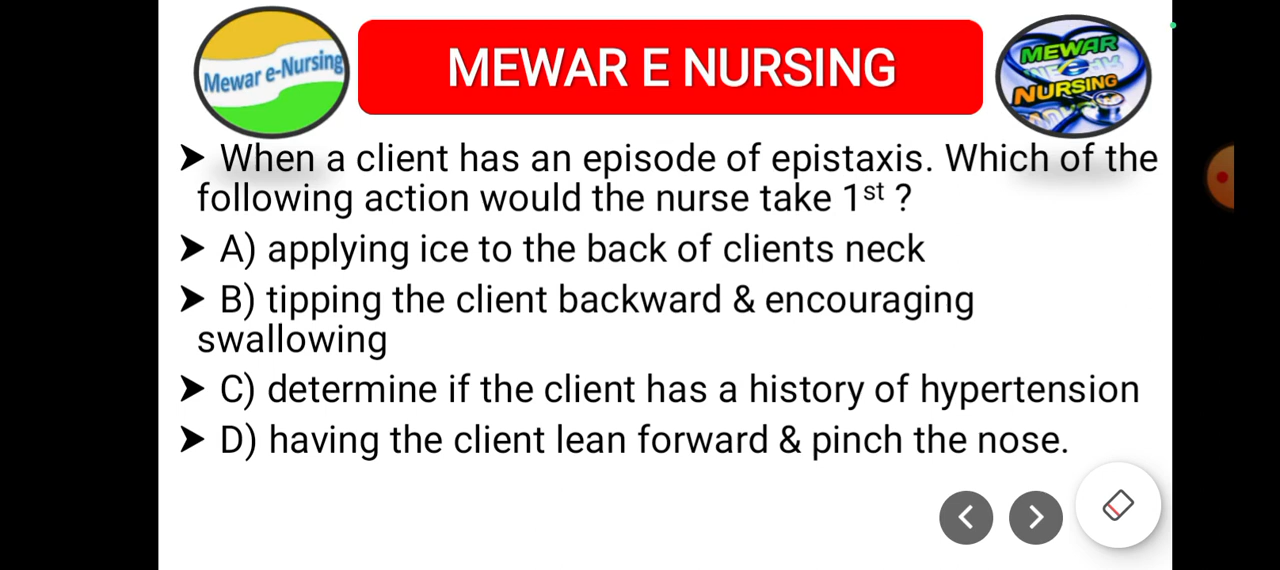 Mewar e-Nursing
MEWAR E NURSING
MEWAR
NURSING
➤ When a client has an episode of epistaxis. Which of the
following action would the nurse take 1st ?
➤ A) applying ice to the back of clients neck
➤ B) tipping the client backward & encouraging
swallowing
➤ C) determine if the client has a history of hypertension
➤ D) having the client lean forward & pinch the nose.